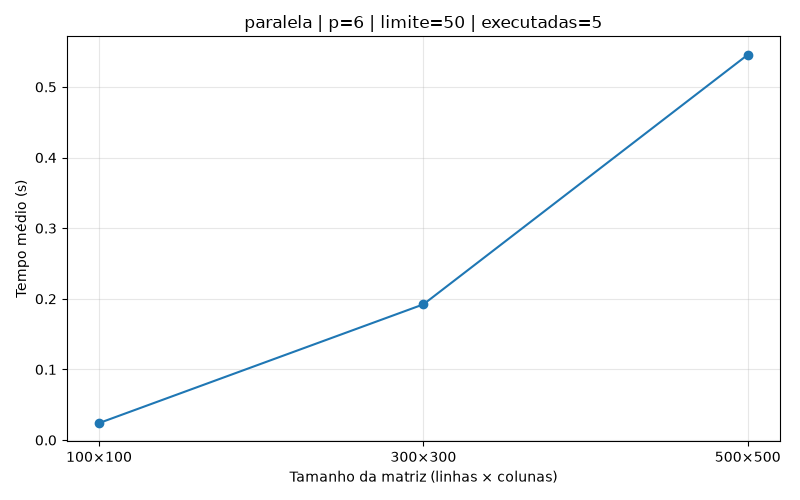 paralela | p=6 | limite=50 | executadas=5
Tempo médio (s)
0.5
0.4
0.3
0.2
0.1
0.0
100×100 300×300 500×500
Tamanho da matriz (linhas × colunas)